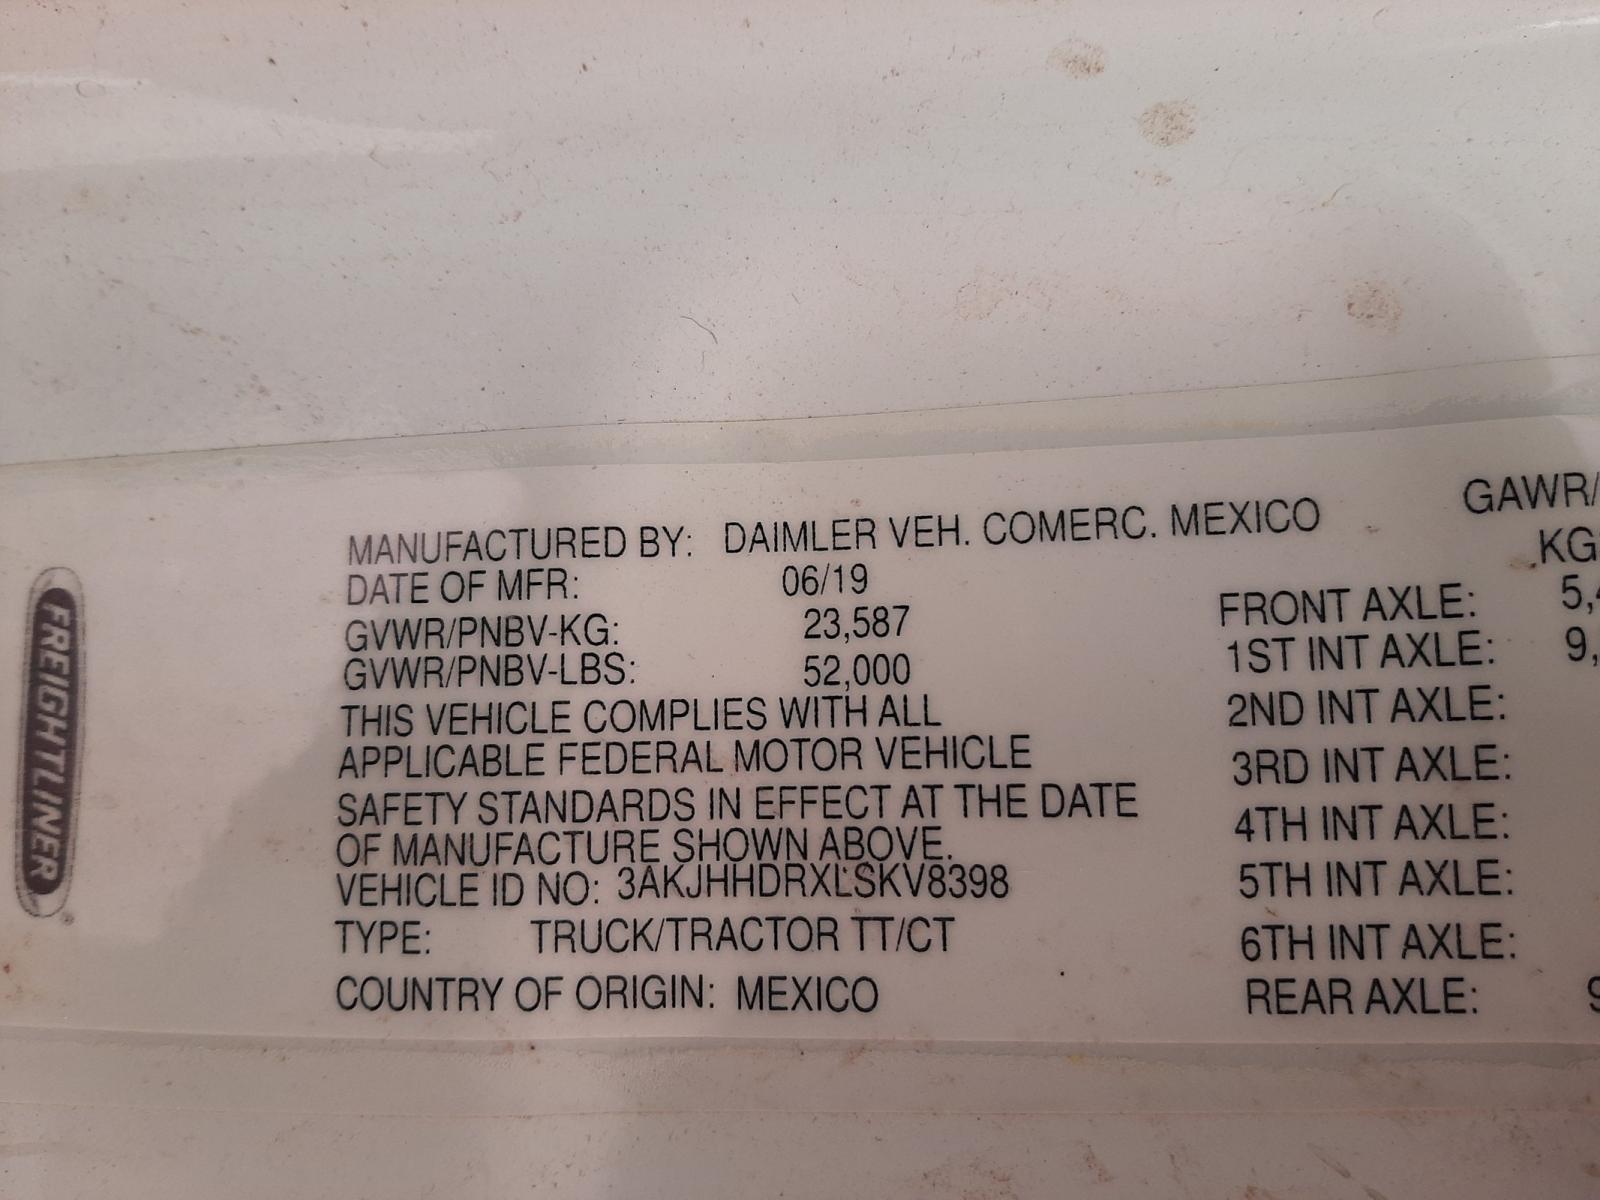 FREIGHTLINER
MANUFACTURED BY: DAIMLER VEH. COMERC. MEXICO
DATE OF MFR: 06/19
GVWR/PNBV-KG: 23,587
GVWR/PNBV-LBS: 52,000
THIS VEHICLE COMPLIES WITH ALL
APPLICABLE FEDERAL MOTOR VEHICLE
SAFETY STANDARDS IN EFFECT AT THE DATE
OF MANUFACTURE SHOWN ABOVE.
VEHICLE ID NO: 3AKJHHDRXLSKV8398
TYPE: TRUCK/TRACTOR TT/CT
COUNTRY OF ORIGIN: MEXICO
GAWR/
KG
FRONT AXLE: 5,4
1ST INT AXLE: 9,
2ND INT AXLE:
3RD INT AXLE:
4TH INT AXLE:
5TH INT AXLE:
6TH INT AXLE:
REAR AXLE: 9